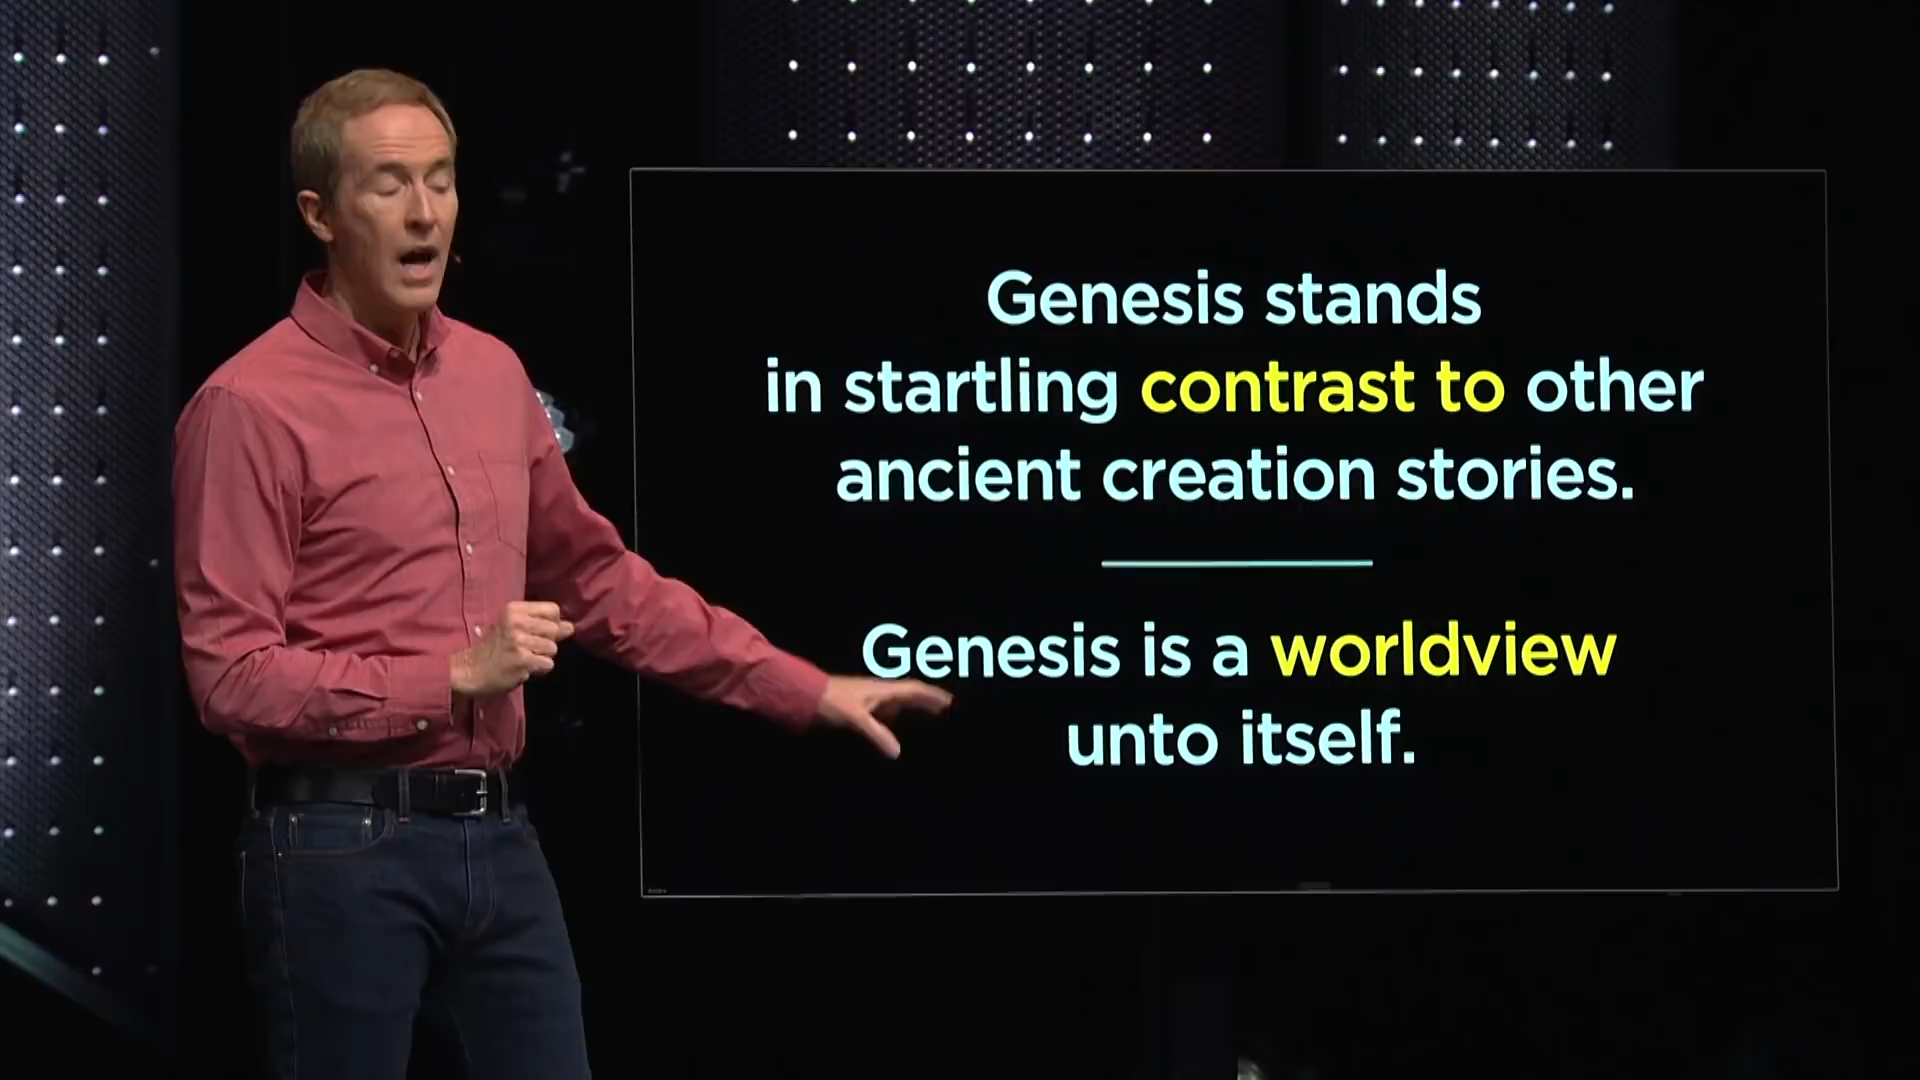 Genesis stands
in startling contrast to other
ancient creation stories.
Genesis is a worldview
unto itself.